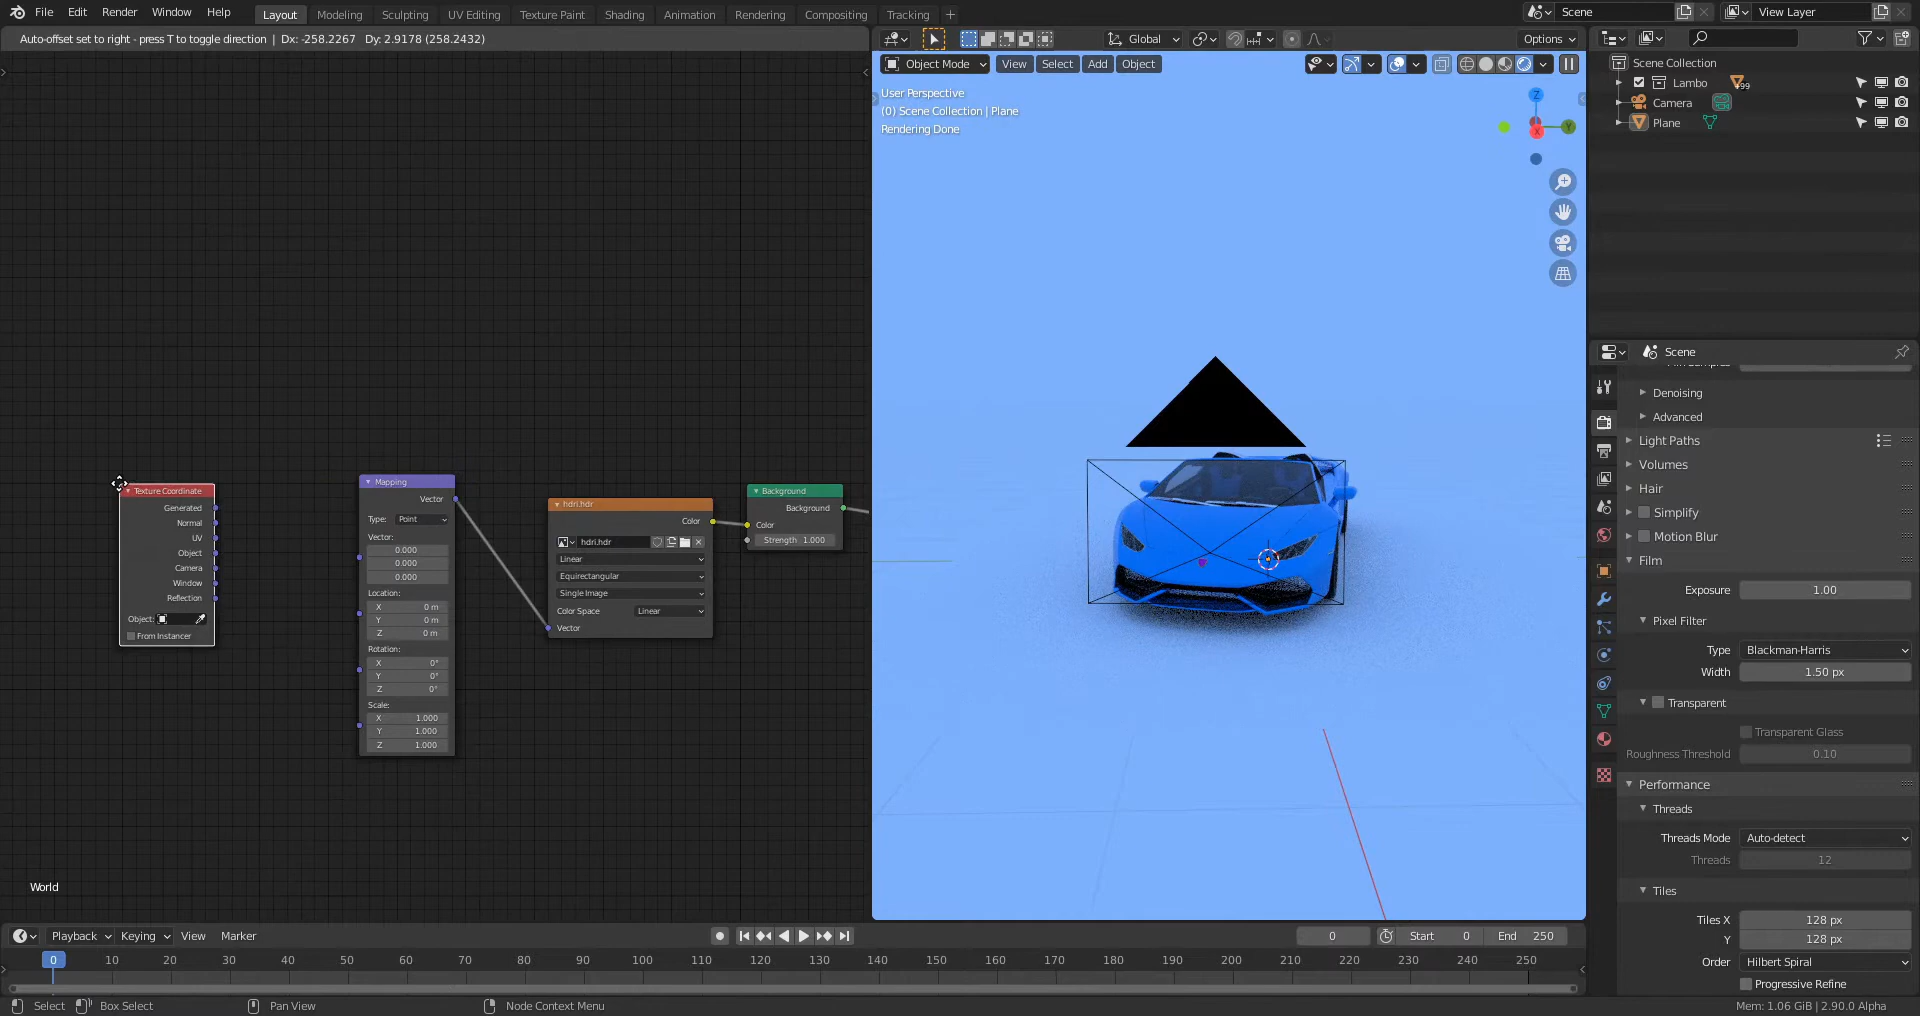 File Edit Render Window Help Layout Modeling Sculpting UV Editing Texture Paint Shading Animation Rendering Compositing Tracking + Scene View Layer
Auto-offset set to right - press T to toggle direction | Dx: -258.2267 Dy: 2.9178 (258.2432)
Global Options
Object Mode View Select Add Object
User Perspective
(0) Scene Collection | Plane
Rendering Done
Z
X
Y
Scene Collection
Lambo 99
Camera
Plane
Texture Coordinate
Generated
Normal
UV
Object
Camera
Window
Reflection
Object:
From Instancer
Mapping
Vector
Type: Point
Vector:
0.000
0.000
0.000
Location:
X 0 m
Y 0 m
Z 0 m
Rotation:
X 0°
Y 0°
Z 0°
Scale:
X 1.000
Y 1.000
Z 1.000
hdri.hdr
Color
hdri.hdr
Linear
Equirectangular
Single Image
Color Space Linear
Vector
Background
Background
Color
Strength 1.000
World
Scene
Denoising
Advanced
Light Paths
Volumes
Hair
Simplify
Motion Blur
Film
Exposure 1.00
Pixel Filter
Type Blackman-Harris
Width 1.50 px
Transparent
Transparent Glass
Roughness Threshold 0.10
Performance
Threads
Threads Mode Auto-detect
Threads 12
Tiles
Tiles X 128 px
Y 128 px
Order Hilbert Spiral
Progressive Refine
Playback Keying View Marker 0 Start 0 End 250
0 10 20 30 40 50 60 70 80 90 100 110 120 130 140 150 160 170 180 190 200 210 220 230 240 250
Select Box Select Pan View Node Context Menu Mem: 1.06 GiB | 2.90.0 Alpha